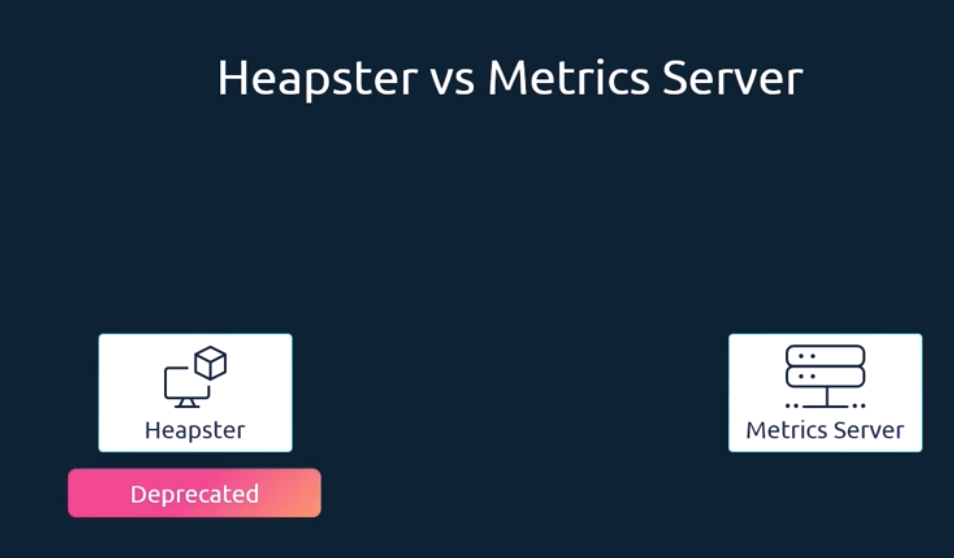 Heapster vs Metrics Server
Heapster
Metrics Server
Deprecated